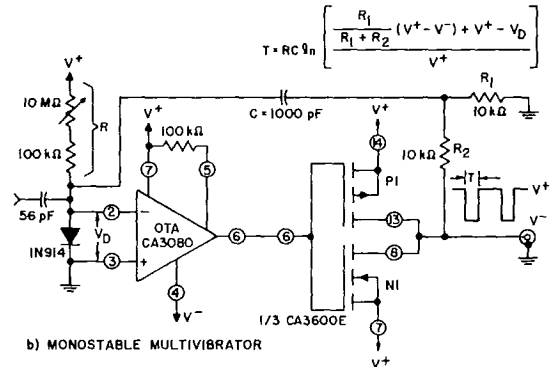 T = RC ℓn [ ( R1 / (R1 + R2) (V+ − V−) + V+ − VD ) / V+ ]
V+
10 MΩ
R
100 kΩ
56 pF
1N914
VD
C = 1000 pF
R1
10 kΩ
10 kΩ
R2
V+
100 kΩ
7
5
2
−
OTA
CA3080
6
3
+
4
V−
6
V+
14
P1
13
8
N1
7
V+
1/3 CA3600E
T
V+
V−
b) MONOSTABLE MULTIVIBRATOR